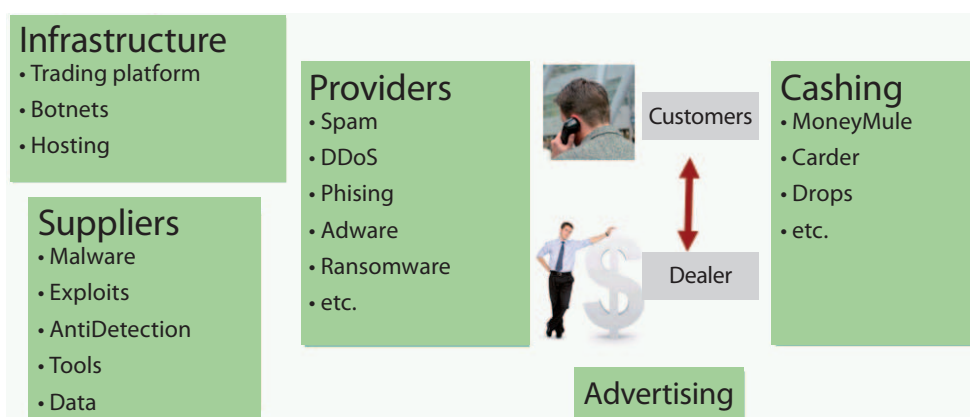 Infrastructure
• Trading platform
• Botnets
• Hosting
Suppliers
• Malware
• Exploits
• AntiDetection
• Tools
• Data
Providers
• Spam
• DDoS
• Phising
• Adware
• Ransomware
• etc.
Customers
Dealer
Advertising
Cashing
• MoneyMule
• Carder
• Drops
• etc.